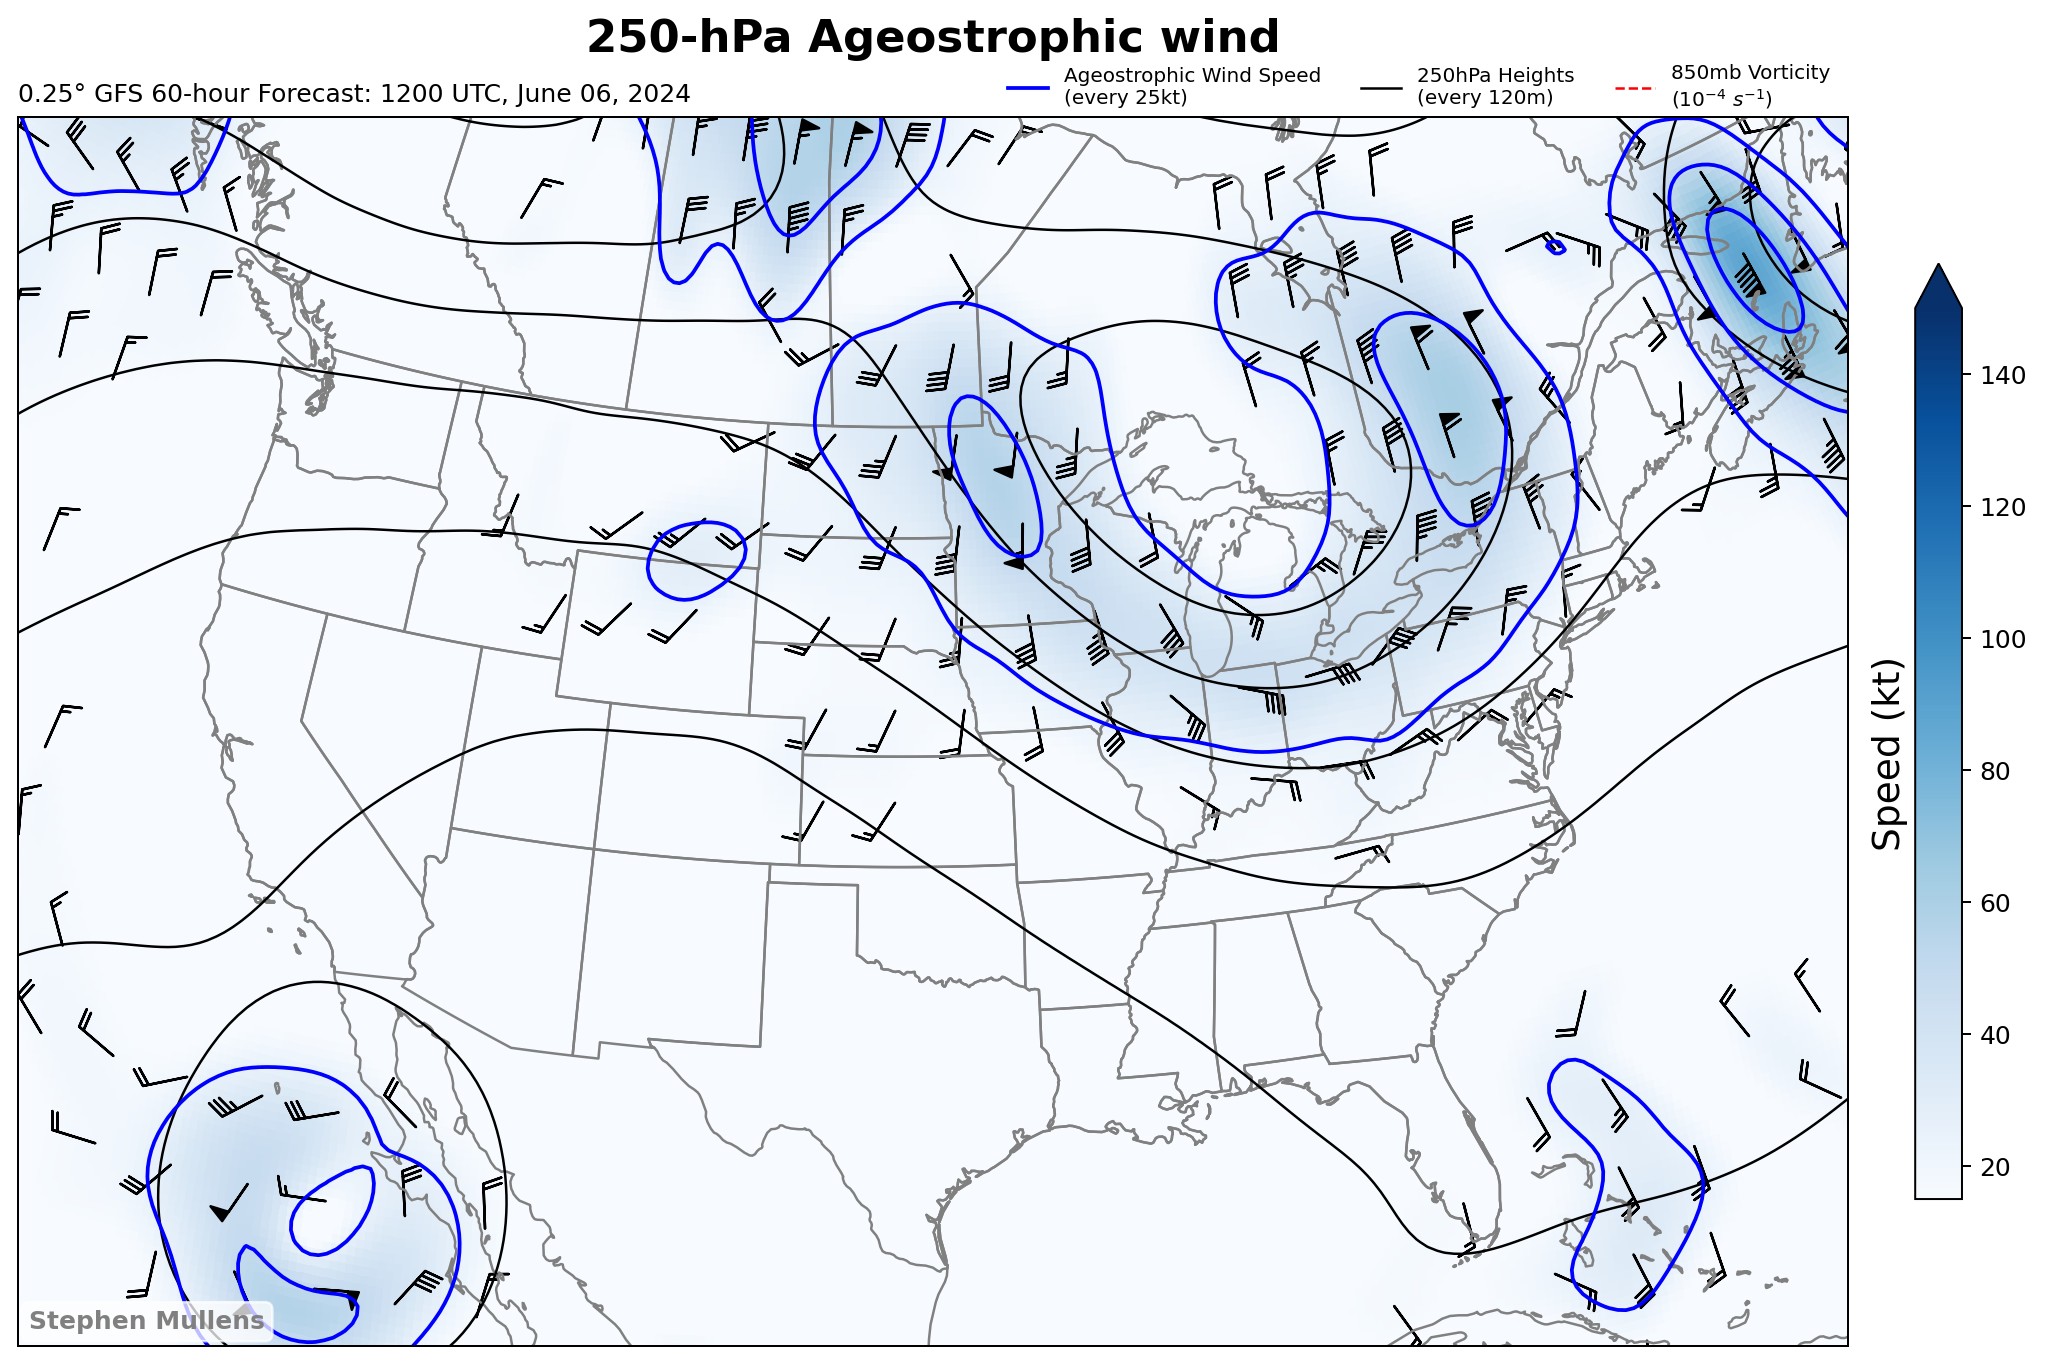 250-hPa Ageostrophic wind
0.25° GFS 60-hour Forecast: 1200 UTC, June 06, 2024
Ageostrophic Wind Speed
(every 25kt)
250hPa Heights
(every 120m)
850mb Vorticity
(10⁻⁴ s⁻¹)
140
120
100
80
60
40
20
Speed (kt)
Stephen Mullens